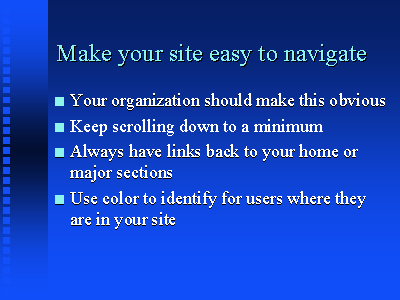 Make your site easy to navigate
Your organization should make this obvious
Keep scrolling down to a minimum
Always have links back to your home or
major sections
Use color to identify for users where they
are in your site